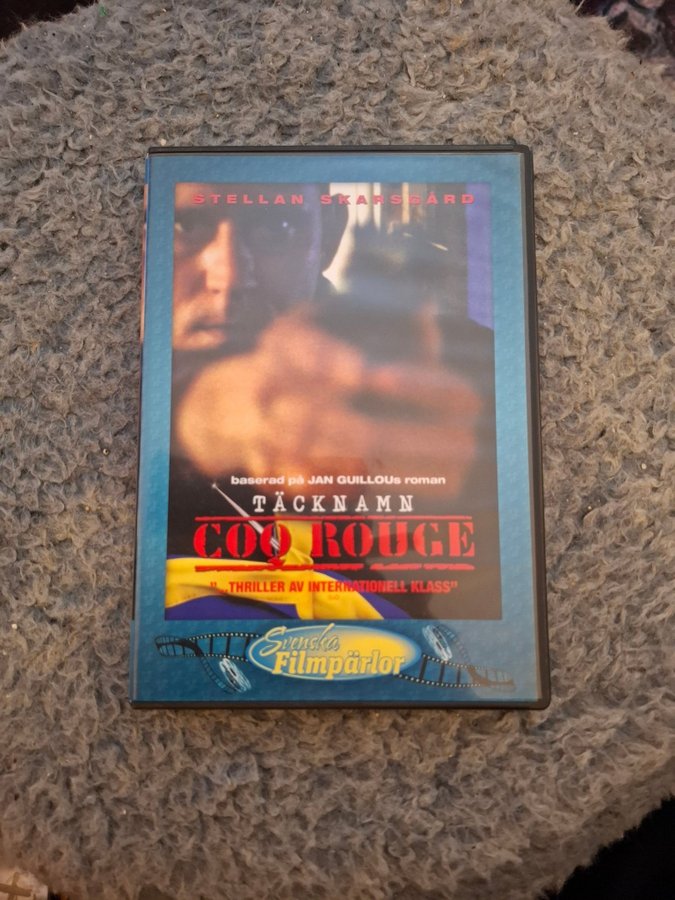 STELLAN SKARSGÅRD
baserad på JAN GUILLOUs roman
TÄCKNAMN
COQ ROUGE
"...THRILLER AV INTERNATIONELL KLASS"
Svenska
Filmpärlor